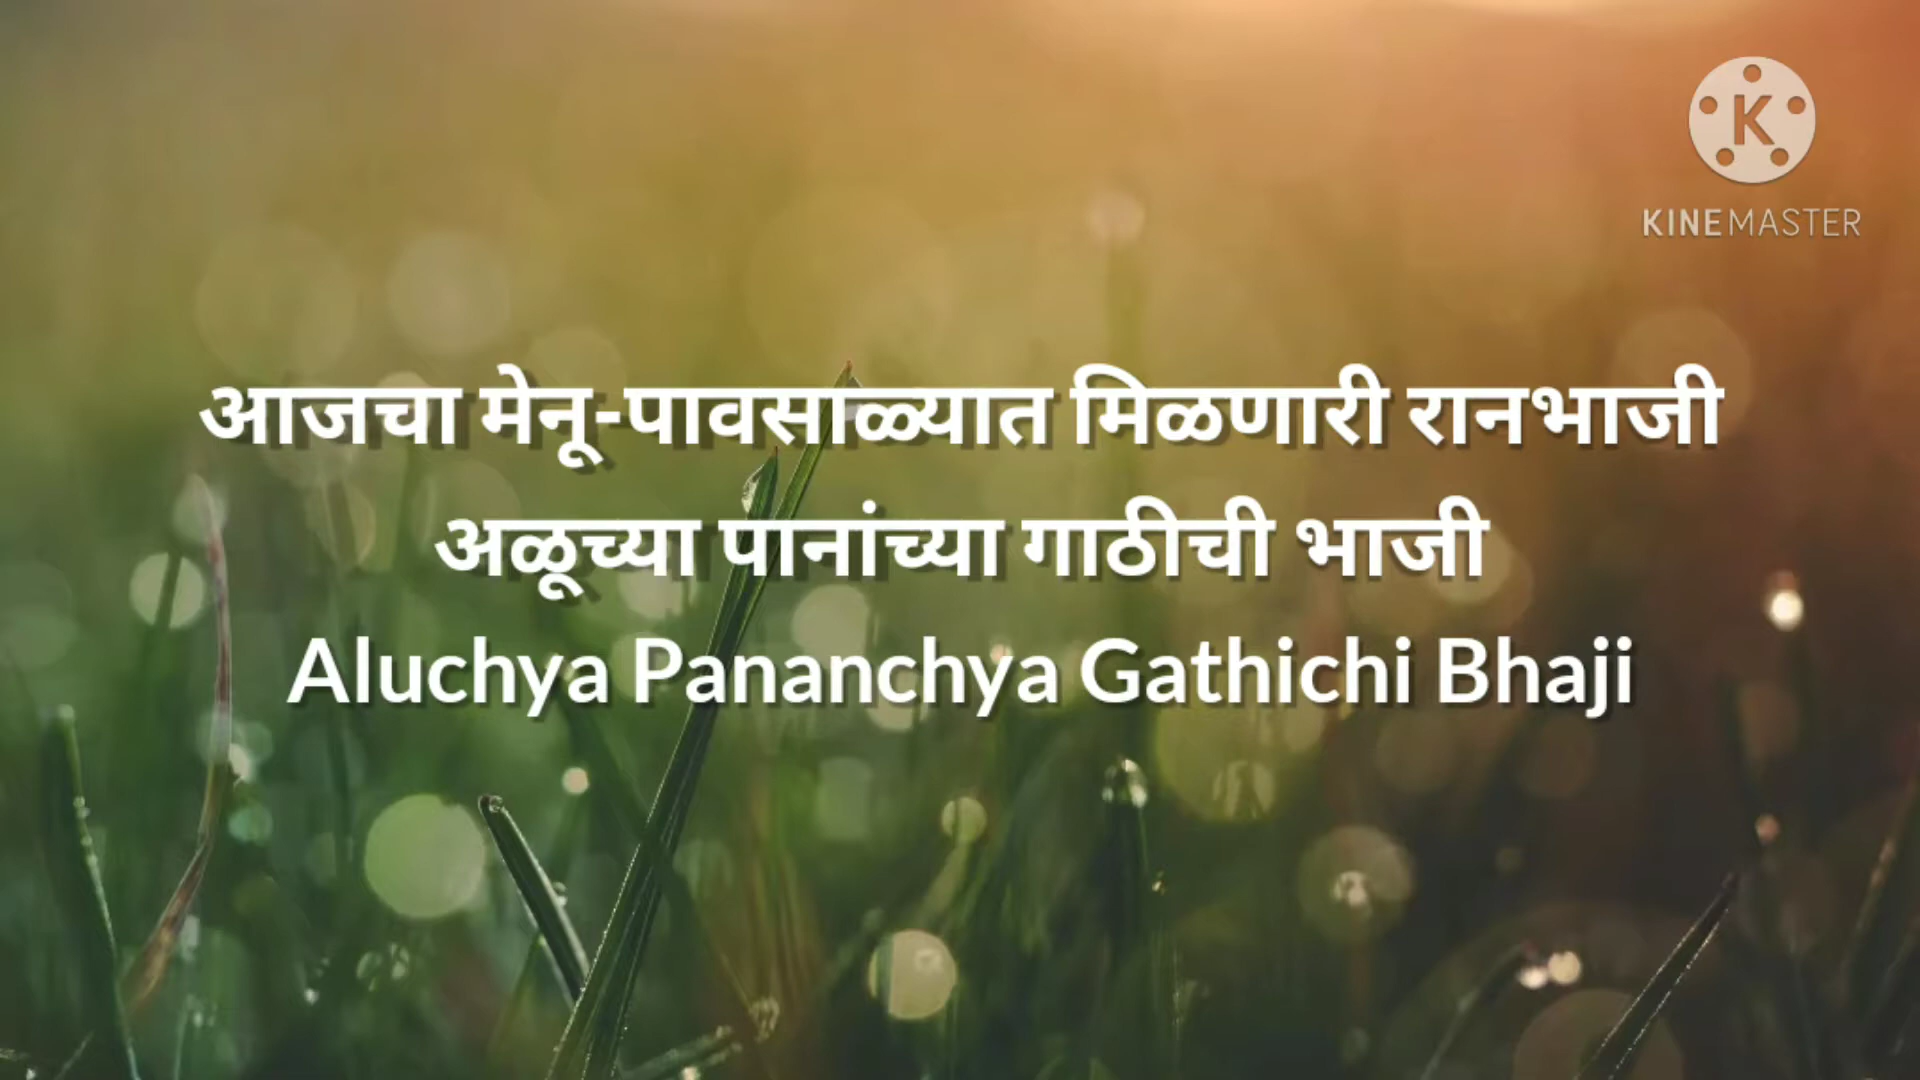 K
KINEMASTER
आजचा मेनू-पावसाळ्यात मिळणारी रानभाजी
अळूच्या पानांच्या गाठीची भाजी
Aluchya Pananchya Gathichi Bhaji